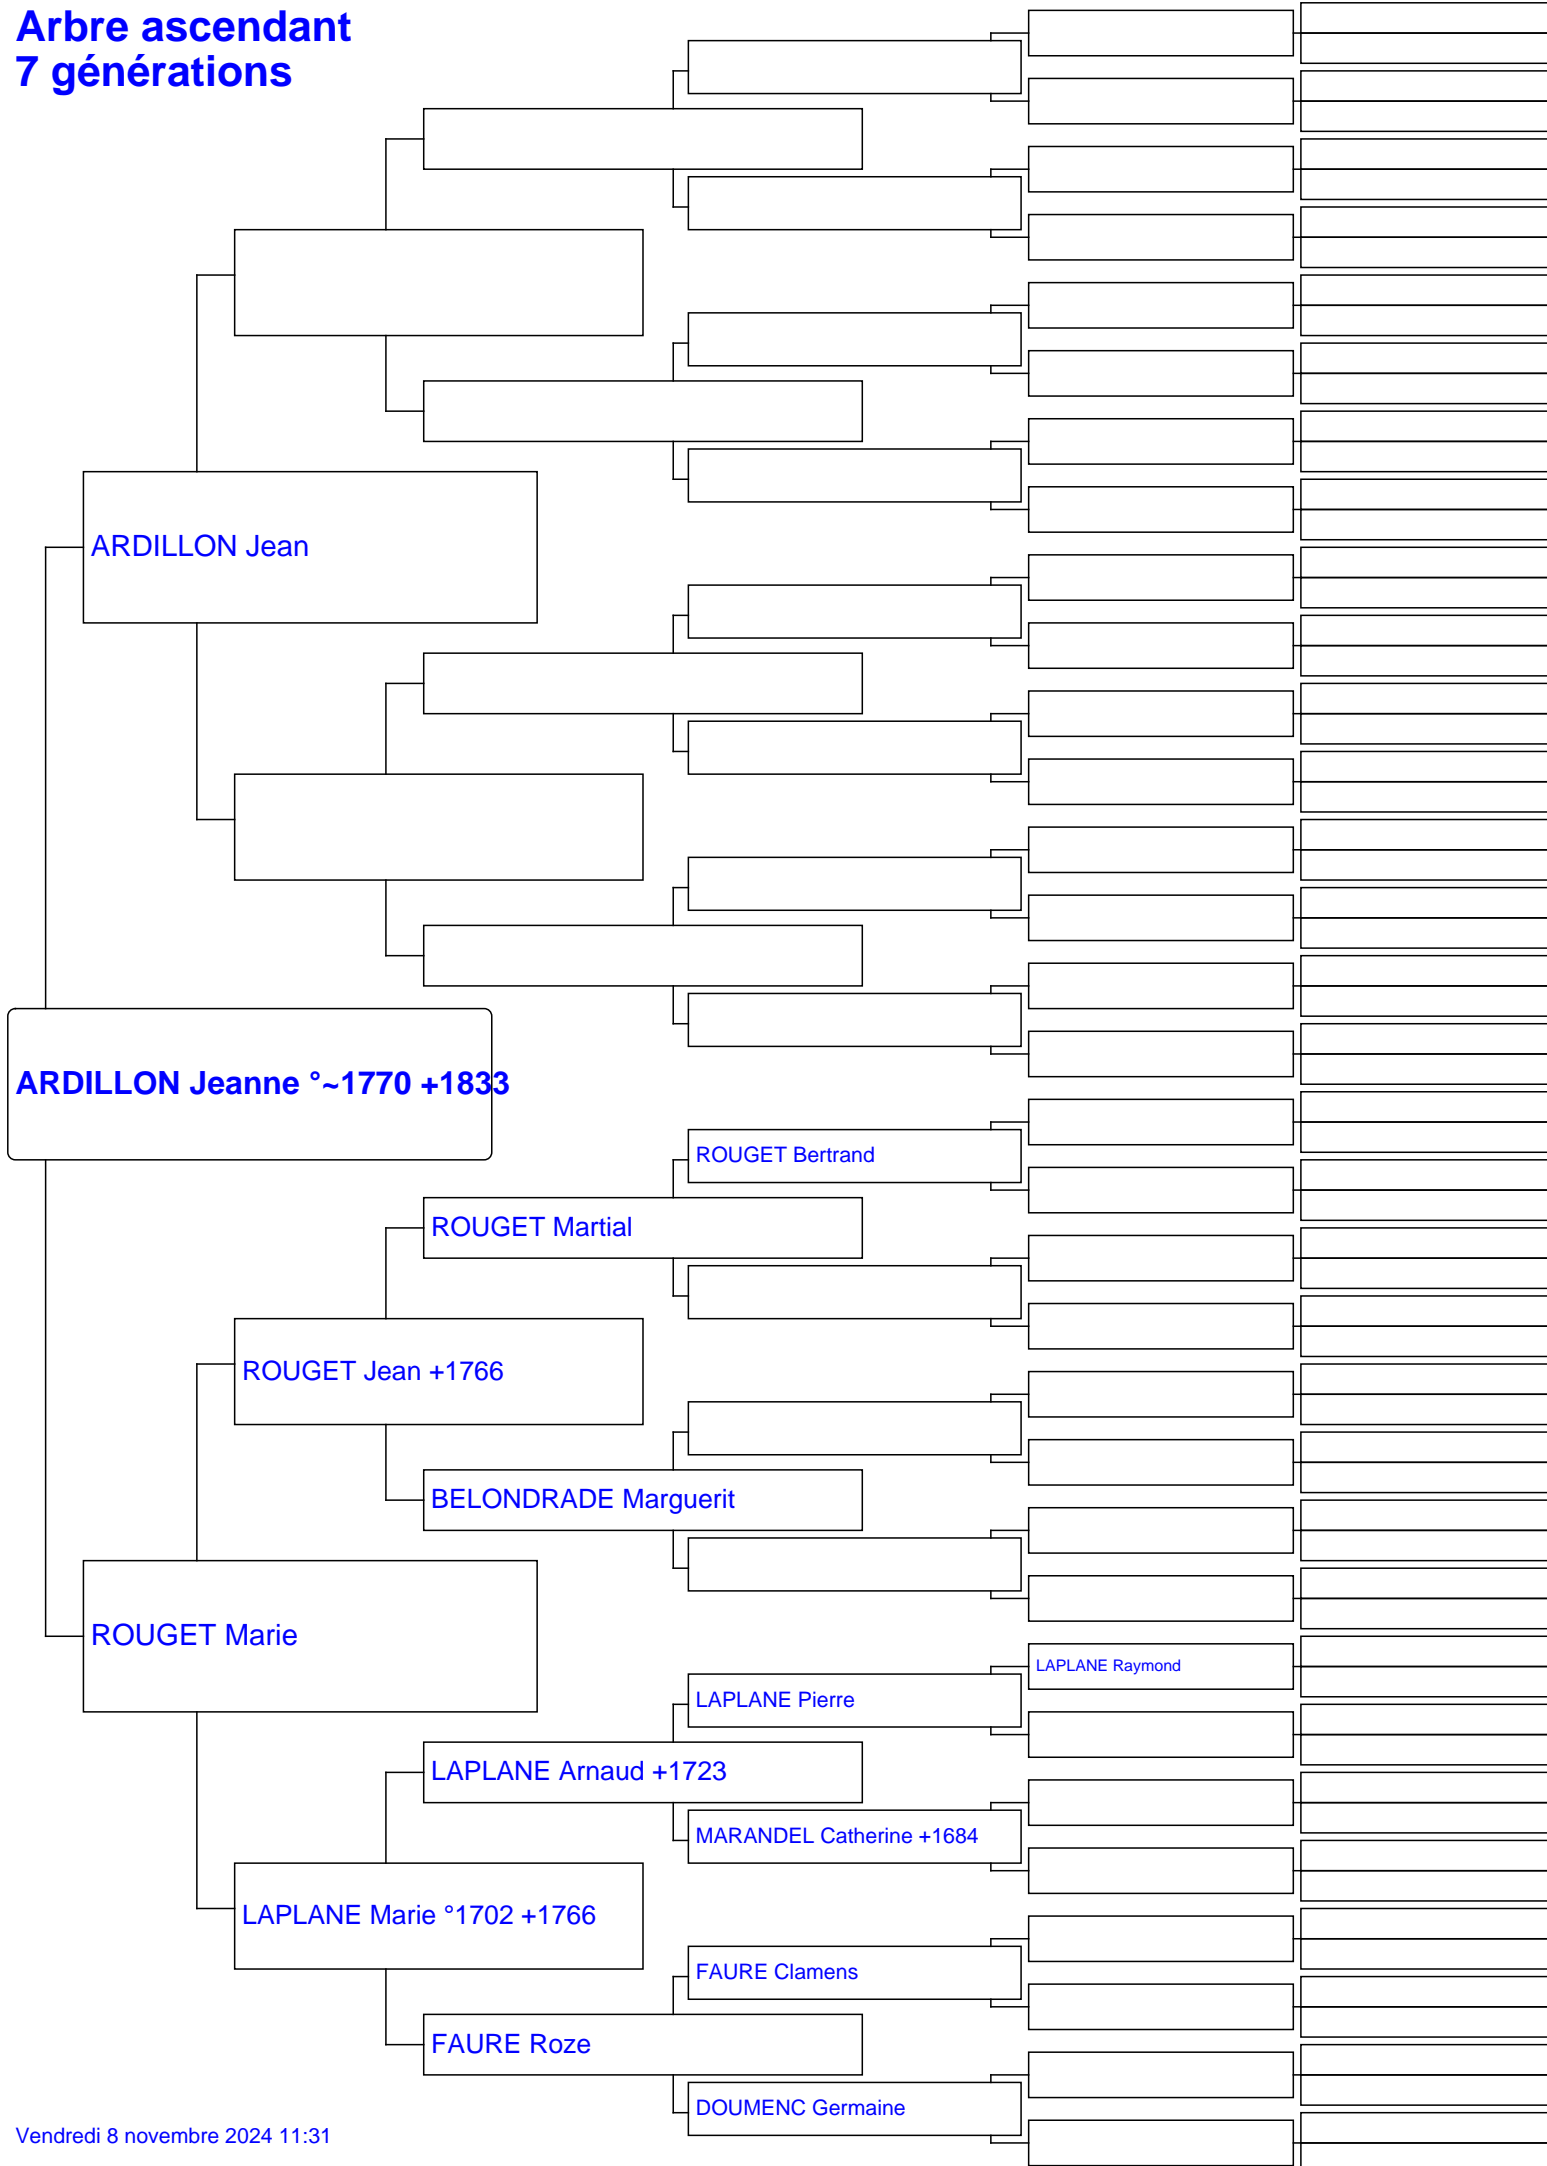 Arbre ascendant
7 générations
ARDILLON Jean
ARDILLON Jeanne °~1770 +1833
ROUGET Bertrand
ROUGET Martial
ROUGET Jean +1766
BELONDRADE Marguerit
ROUGET Marie
LAPLANE Raymond
LAPLANE Pierre
LAPLANE Arnaud +1723
MARANDEL Catherine +1684
LAPLANE Marie °1702 +1766
FAURE Clamens
FAURE Roze
DOUMENC Germaine
Vendredi 8 novembre 2024 11:31